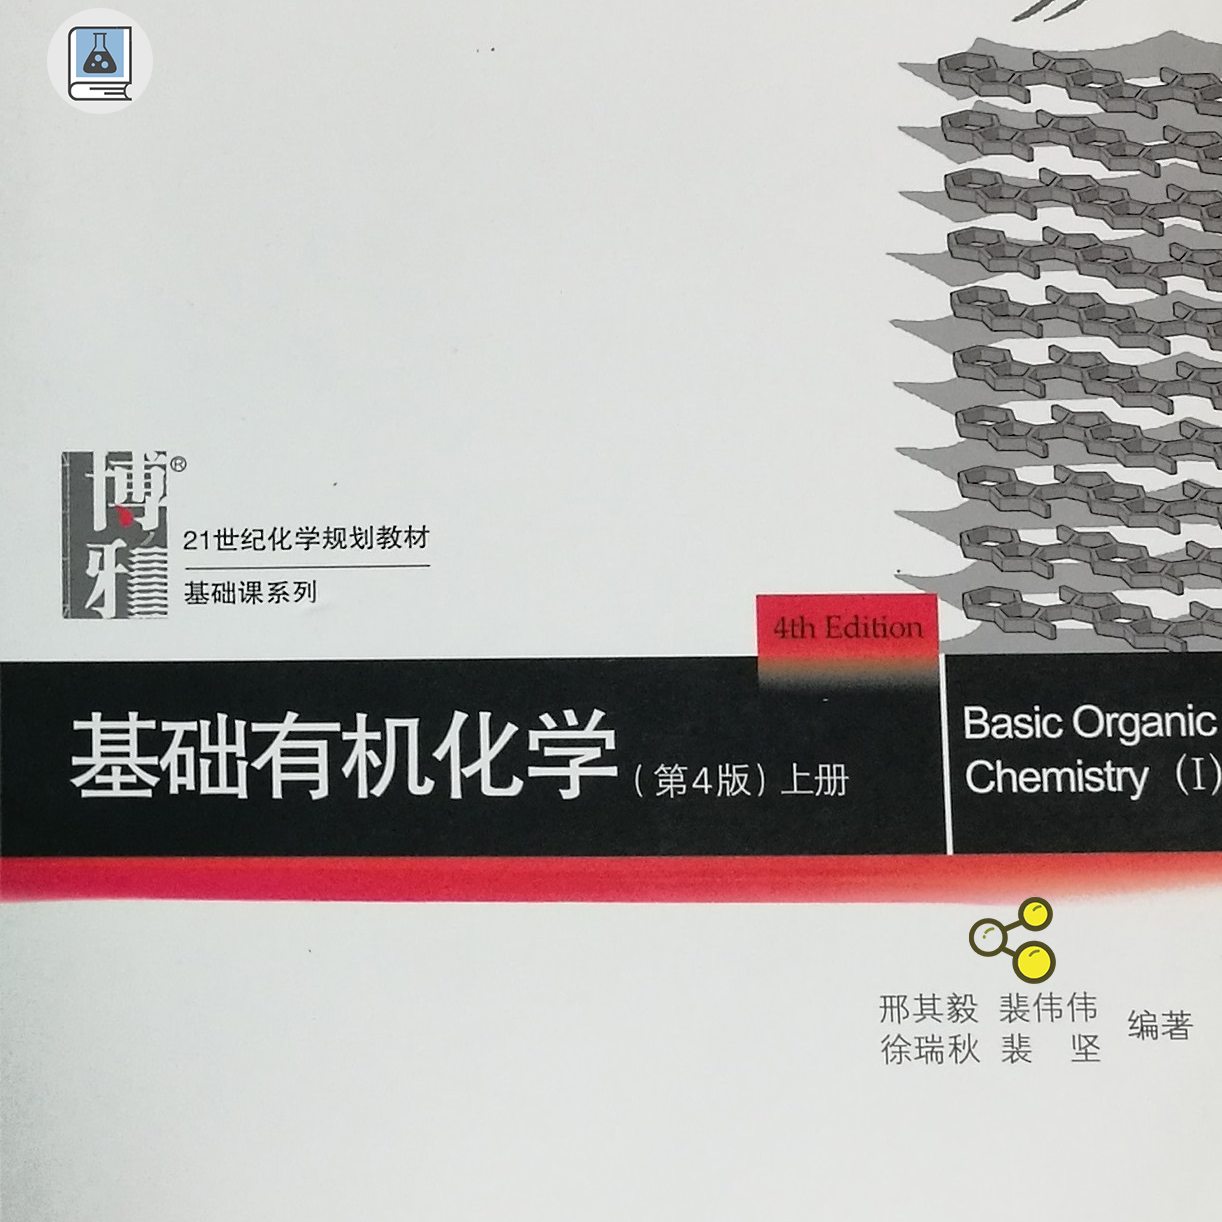 博雅®
21世纪化学规划教材
基础课系列
4th Edition
基础有机化学（第4版）上册
Basic Organic
Chemistry (I)
邢其毅 裴伟伟
徐瑞秋 裴 坚 编著